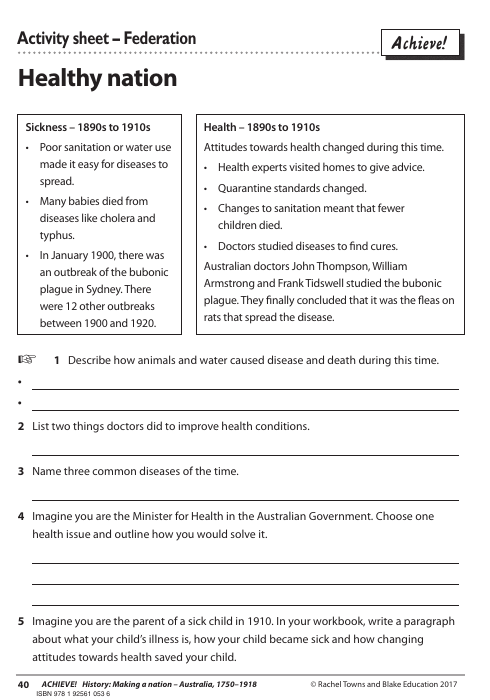 Activity sheet – Federation
Achieve!
Healthy nation
Sickness – 1890s to 1910s
• Poor sanitation or water use
made it easy for diseases to
spread.
• Many babies died from
diseases like cholera and
typhus.
• In January 1900, there was
an outbreak of the bubonic
plague in Sydney. There
were 12 other outbreaks
between 1900 and 1920.
Health – 1890s to 1910s
Attitudes towards health changed during this time.
• Health experts visited homes to give advice.
• Quarantine standards changed.
• Changes to sanitation meant that fewer
children died.
• Doctors studied diseases to find cures.
Australian doctors John Thompson, William
Armstrong and Frank Tidswell studied the bubonic
plague. They finally concluded that it was the fleas on
rats that spread the disease.
1 Describe how animals and water caused disease and death during this time.
•
•
2 List two things doctors did to improve health conditions.
3 Name three common diseases of the time.
4 Imagine you are the Minister for Health in the Australian Government. Choose one
health issue and outline how you would solve it.
5 Imagine you are the parent of a sick child in 1910. In your workbook, write a paragraph
about what your child's illness is, how your child became sick and how changing
attitudes towards health saved your child.
40 ACHIEVE! History: Making a nation – Australia, 1750–1918 © Rachel Towns and Blake Education 2017
ISBN 978 1 92561 053 6